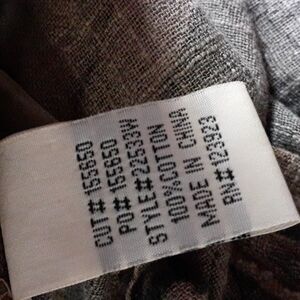 CUT# 155650
PO# 155650
STYLE# 22533W
100%COTTON
MADE IN CHINA
RN# 123923